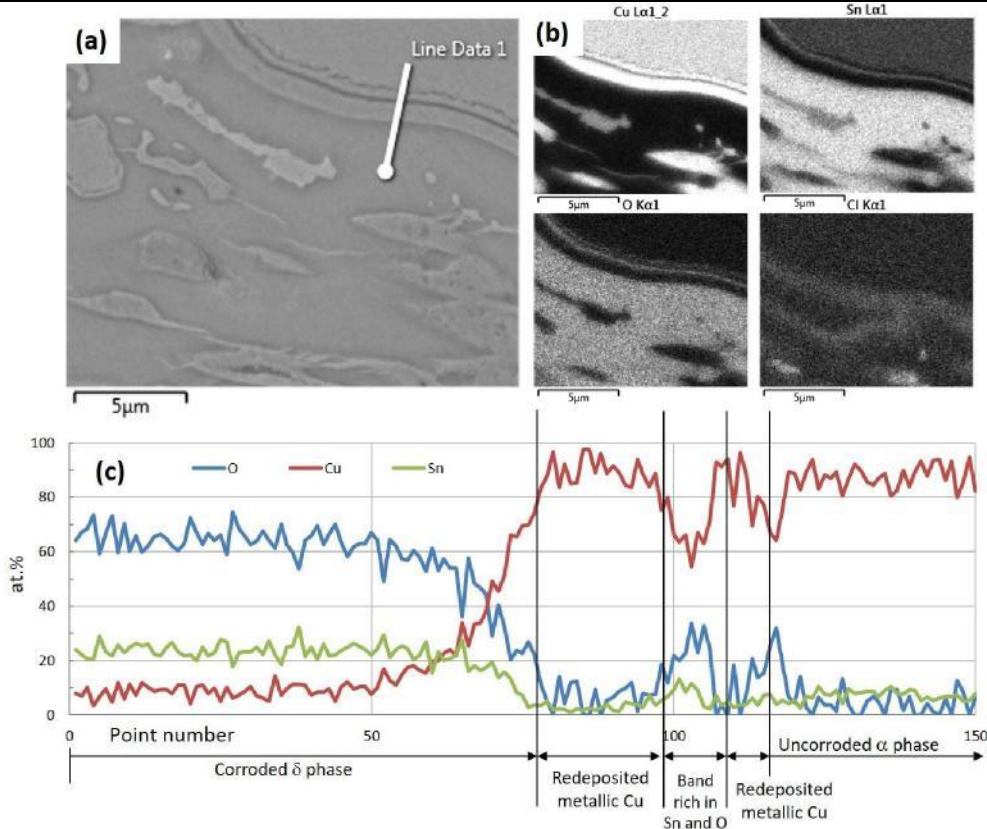 (a)
Line Data 1
5μm
(b)
Cu Lα1_2
Sn Lα1
5μm
5μm
O Kα1
Cl Kα1
5μm
5μm
(c)
O
Cu
Sn
at.%
100
80
60
40
20
0
0
50
100
150
Point number
Corroded δ phase
Redeposited
metallic Cu
Band
rich in
Sn and O
Redeposited
metallic Cu
Uncorroded α phase